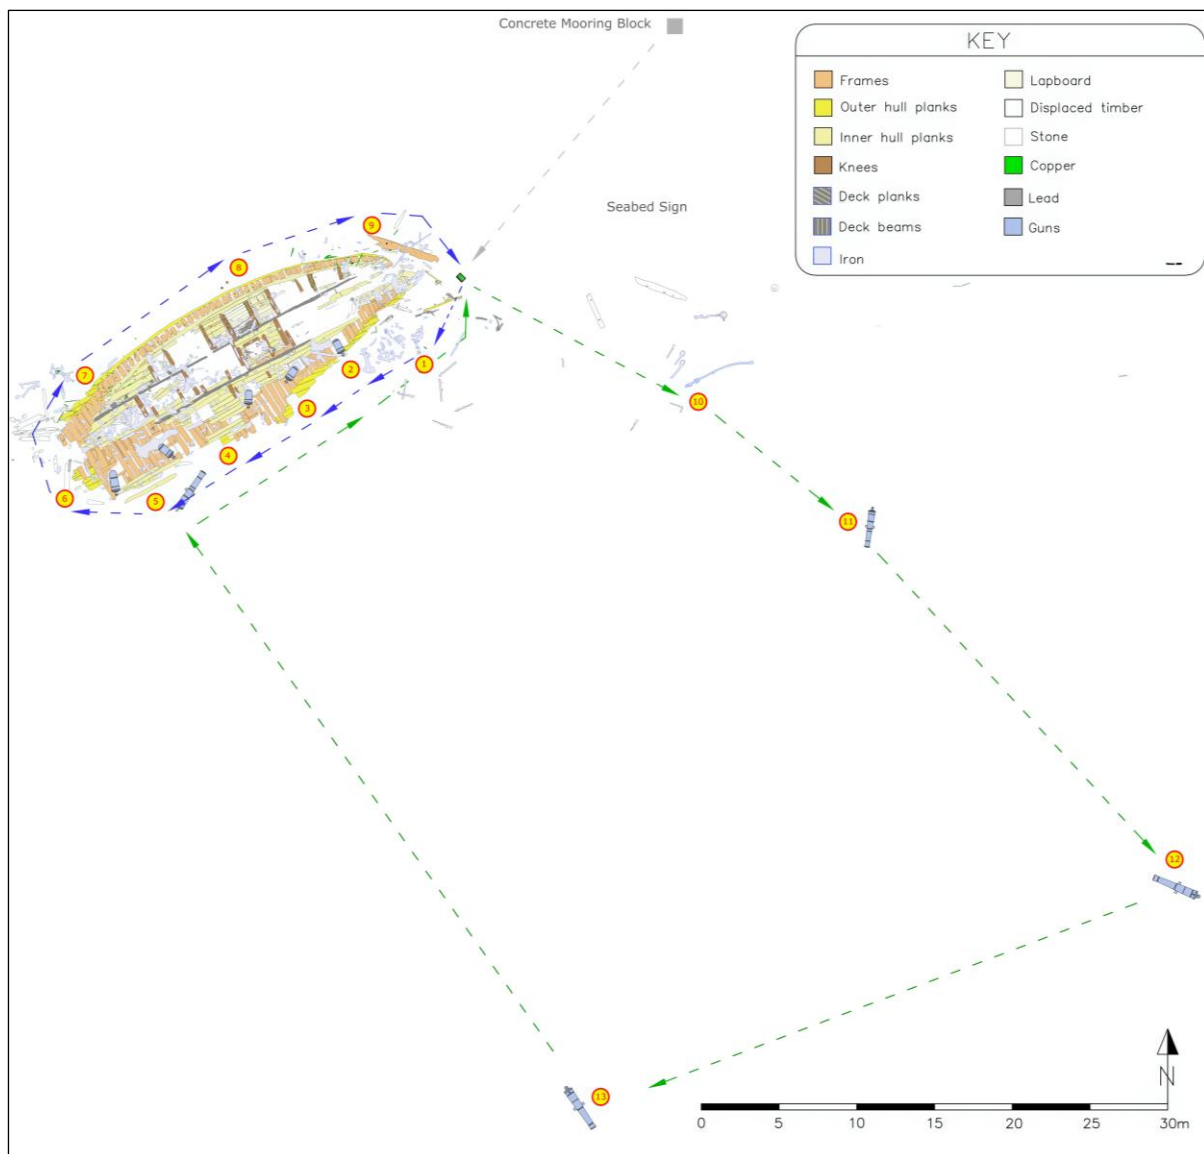 Concrete Mooring Block
KEY
Frames
Outer hull planks
Inner hull planks
Knees
Deck planks
Deck beams
Iron
Lapboard
Displaced timber
Stone
Copper
Lead
Guns
Seabed Sign
9
8
7
1
2
3
4
5
6
10
11
12
13
N
0 5 10 15 20 25 30m